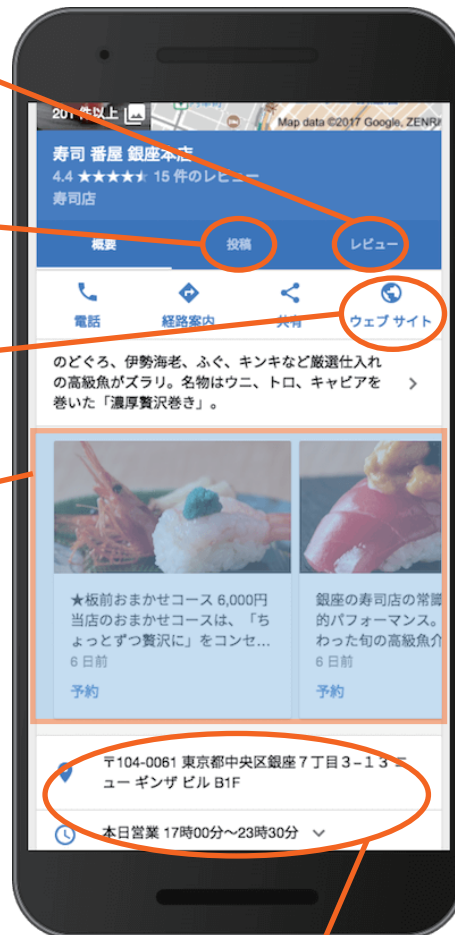 201 件以上
Map data ©2017 Google, ZENR
寿司 番屋 銀座本店
4.4 ★★★★★ 15 件のレビュー
寿司店
概要 投稿 レビュー
電話 経路案内 共有 ウェブ サイト
のどぐろ、伊勢海老、ふぐ、キンキなど厳選仕入れ
の高級魚がズラリ。名物はウニ、トロ、キャビアを
巻いた「濃厚贅沢巻き」。
★板前おまかせコース 6,000円
当店のおまかせコースは、「ち
ょっとずつ贅沢に」をコンセ...
6 日前
予約
銀座の寿司店の常識
的パフォーマンス。
わった旬の高級魚介
6 日前
予約
〒104-0061 東京都中央区銀座７丁目３−１３ ニ
ュー ギンザ ビル B1F
本日営業 17時00分〜23時30分